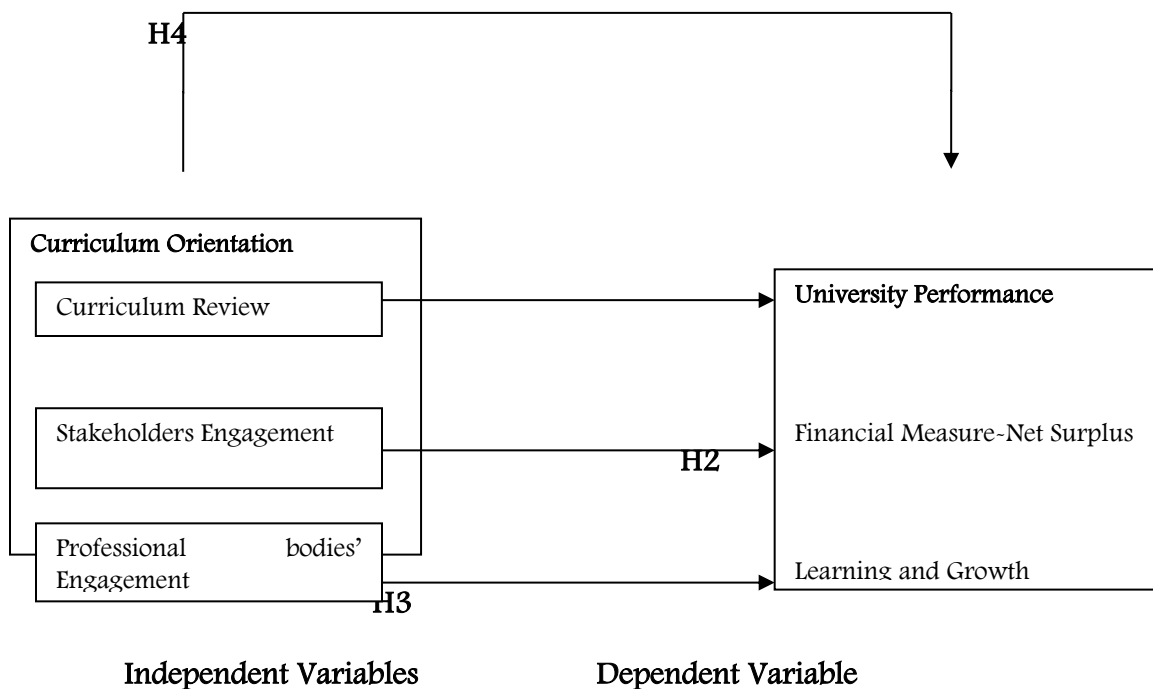 H4
Curriculum Orientation
Curriculum Review
University Performance
Stakeholders Engagement
Financial Measure-Net Surplus
H2
Professional bodies’
Engagement
Learning and Growth
H3
Independent Variables
Dependent Variable